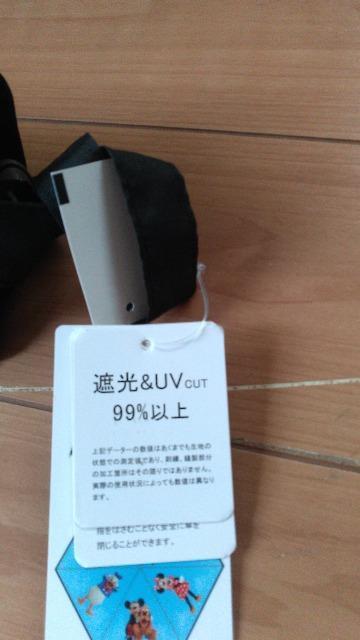 遮光&UV CUT
99%以上
上記データーの数値はあくまでも生地の
状態での測定値であり、刺繍、縫製部分
の加工箇所はその限りではありません。
実際の使用状況によっても数値は異なり
ます。
指をはさむことなく安全に傘を
閉じることができます。